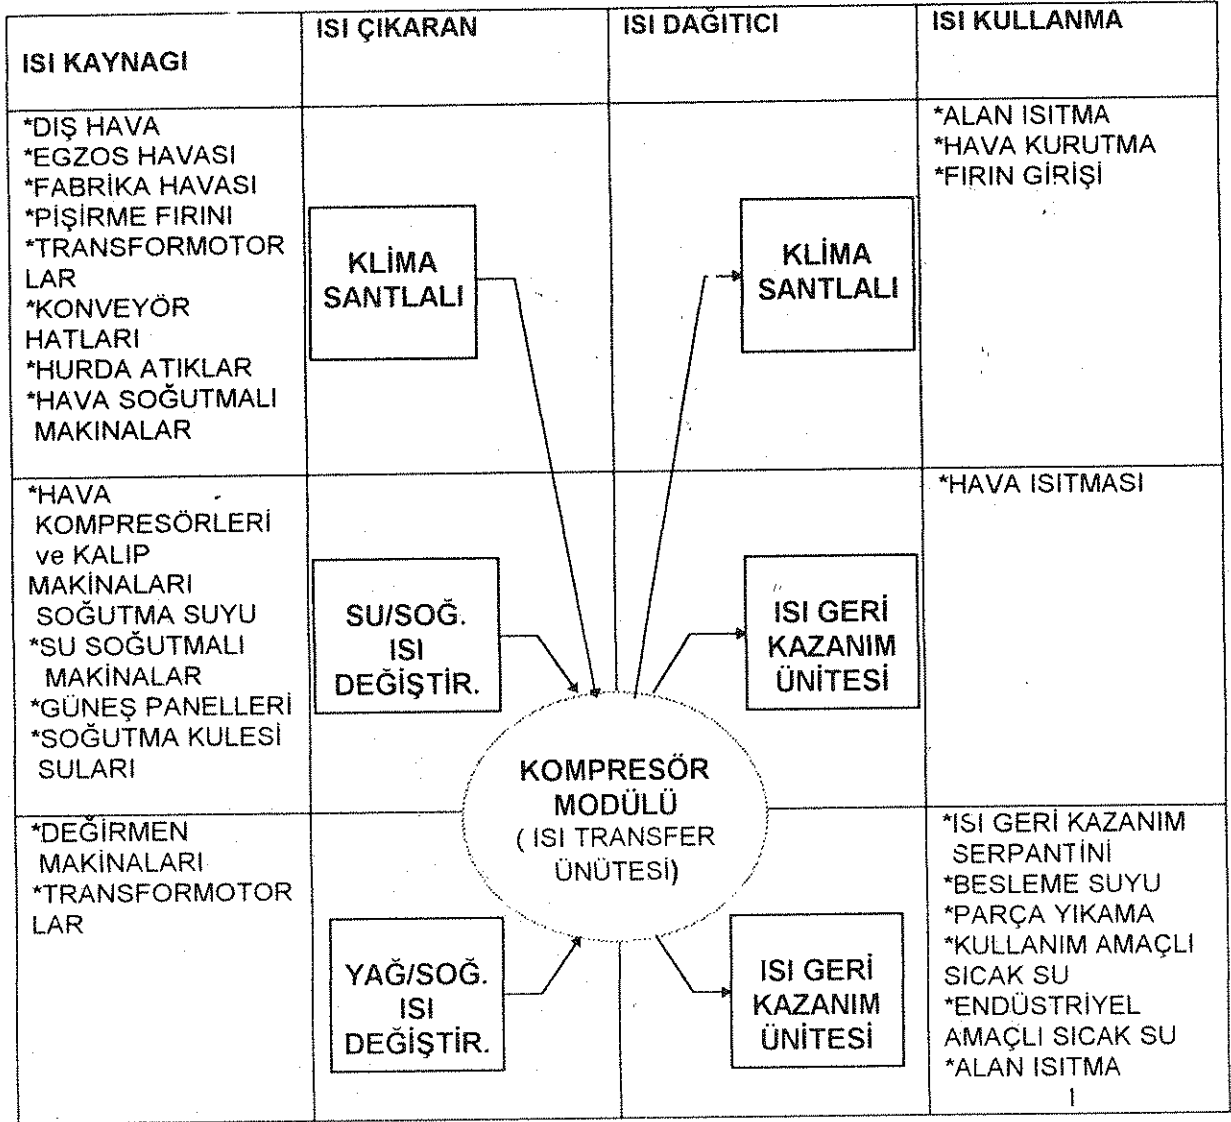 ISI KAYNAGI
ISI ÇIKARAN
ISI DAĞITICI
ISI KULLANMA
*DIŞ HAVA
*EGZOS HAVASI
*FABRİKA HAVASI
*PİŞİRME FIRINI
*TRANSFORMOTOR
LAR
*KONVEYÖR
HATLARI
*HURDA ATIKLAR
*HAVA SOĞUTMALI
MAKINALAR
KLİMA
SANTLALI
KLİMA
SANTLALI
*ALAN ISITMA
*HAVA KURUTMA
*FIRIN GİRİŞİ
*HAVA
KOMPRESÖRLERİ
ve KALIP
MAKİNALARI
SOĞUTMA SUYU
*SU SOĞUTMALI
MAKINALAR
*GÜNEŞ PANELLERİ
*SOĞUTMA KULESİ
SULARI
SU/SOĞ.
ISI
DEĞİŞTİR.
ISI GERİ
KAZANIM
ÜNİTESİ
*HAVA ISITMASI
KOMPRESÖR
MODÜLÜ
( ISI TRANSFER
ÜNÜTESİ)
*DEĞİRMEN
MAKİNALARI
*TRANSFORMOTOR
LAR
YAĞ/SOĞ.
ISI
DEĞİŞTİR.
ISI GERİ
KAZANIM
ÜNİTESİ
*ISI GERİ KAZANIM
SERPANTİNİ
*BESLEME SUYU
*PARÇA YIKAMA
*KULLANIM AMAÇLI
SICAK SU
*ENDÜSTRİYEL
AMAÇLI SICAK SU
*ALAN ISITMA